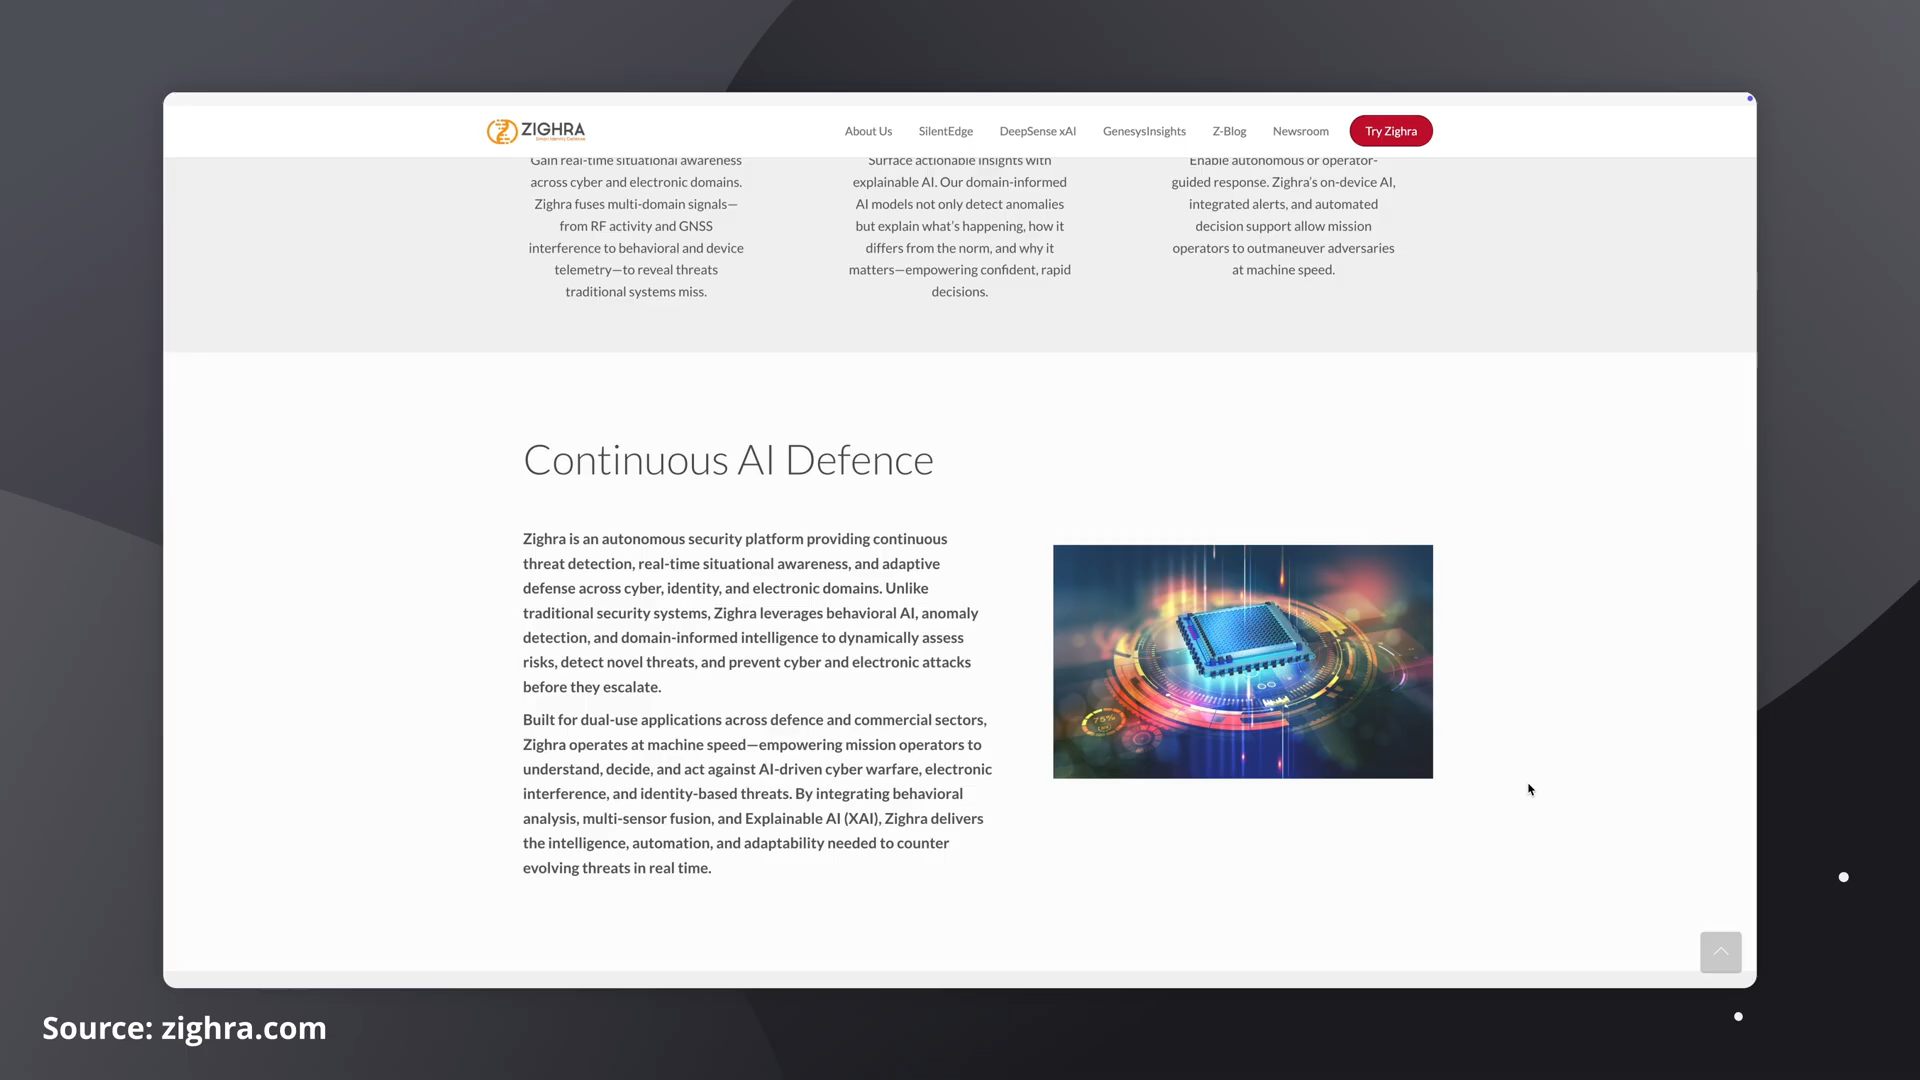 ZIGHRA
About Us
SilentEdge
DeepSense xAI
GenesysInsights
Z-Blog
Newsroom
Try Zighra
Gain real-time situational awareness
across cyber and electronic domains.
Zighra fuses multi-domain signals—
from RF activity and GNSS
interference to behavioral and device
telemetry—to reveal threats
traditional systems miss.
Surface actionable insights with
explainable AI. Our domain-informed
AI models not only detect anomalies
but explain what's happening, how it
differs from the norm, and why it
matters—empowering confident, rapid
decisions.
Enable autonomous or operator-
guided response. Zighra's on-device AI,
integrated alerts, and automated
decision support allow mission
operators to outmaneuver adversaries
at machine speed.
Continuous AI Defence
Zighra is an autonomous security platform providing continuous
threat detection, real-time situational awareness, and adaptive
defense across cyber, identity, and electronic domains. Unlike
traditional security systems, Zighra leverages behavioral AI, anomaly
detection, and domain-informed intelligence to dynamically assess
risks, detect novel threats, and prevent cyber and electronic attacks
before they escalate.
Built for dual-use applications across defence and commercial sectors,
Zighra operates at machine speed—empowering mission operators to
understand, decide, and act against AI-driven cyber warfare, electronic
interference, and identity-based threats. By integrating behavioral
analysis, multi-sensor fusion, and Explainable AI (XAI), Zighra delivers
the intelligence, automation, and adaptability needed to counter
evolving threats in real time.
75%
Source: zighra.com